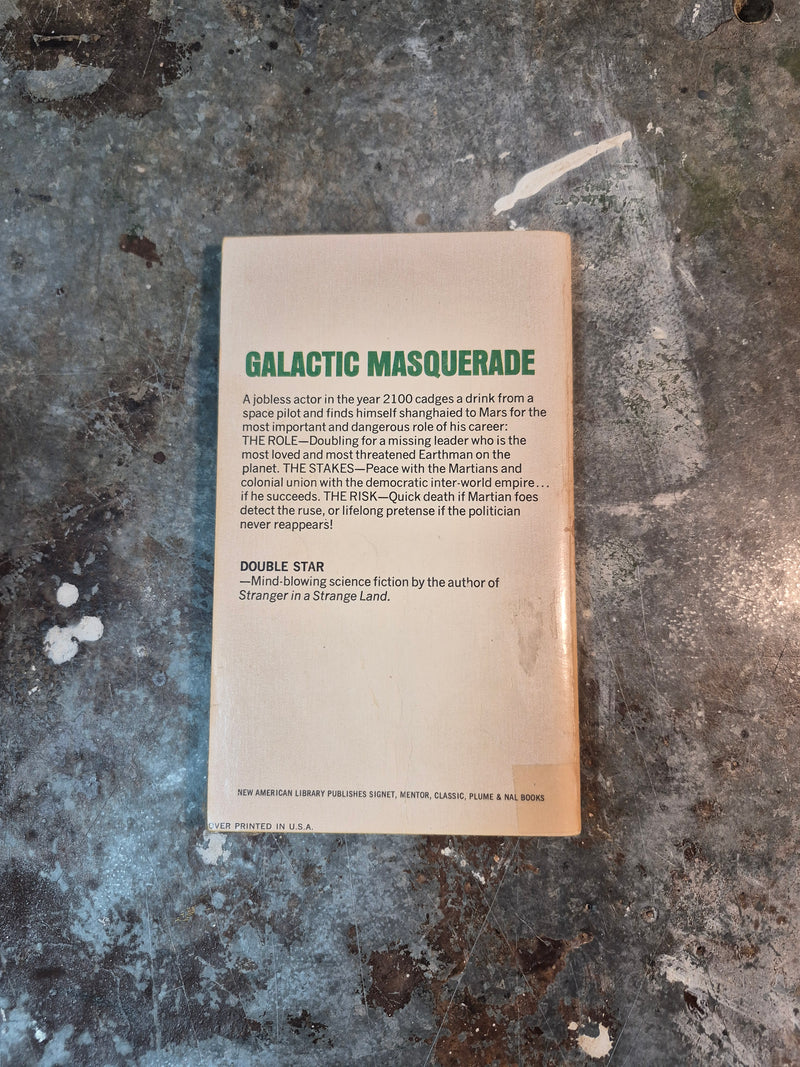 GALACTIC MASQUERADE
A jobless actor in the year 2100 cadges a drink from a
space pilot and finds himself shanghaied to Mars for the
most important and dangerous role of his career:
THE ROLE—Doubling for a missing leader who is the
most loved and most threatened Earthman on the
planet. THE STAKES—Peace with the Martians and
colonial union with the democratic inter-world empire...
if he succeeds. THE RISK—Quick death if Martian foes
detect the ruse, or lifelong pretense if the politician
never reappears!
DOUBLE STAR
—Mind-blowing science fiction by the author of
Stranger in a Strange Land.
NEW AMERICAN LIBRARY PUBLISHES SIGNET, MENTOR, CLASSIC, PLUME & NAL BOOKS
OVER PRINTED IN U.S.A.